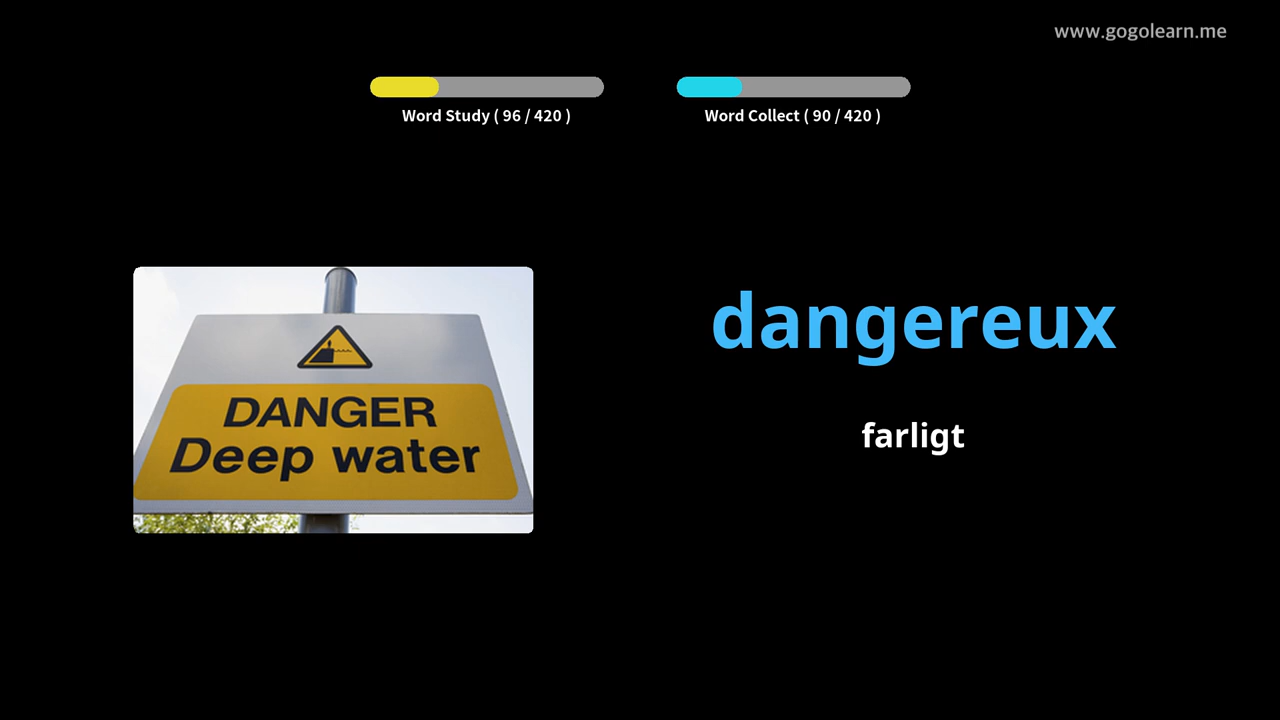 www.gogolearn.me
Word Study ( 96 / 420 )
Word Collect ( 90 / 420 )
DANGER
Deep water
dangereux
farligt